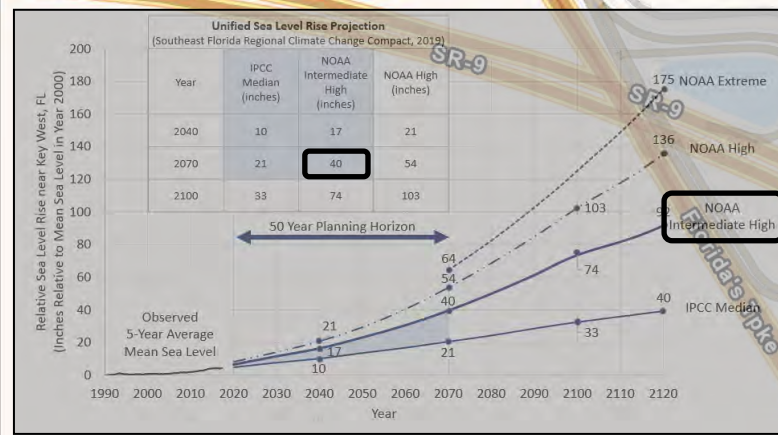 Unified Sea Level Rise Projection
(Southeast Florida Regional Climate Change Compact, 2019)
Year
IPCC
Median
(inches)
NOAA
Intermediate
High
(inches)
NOAA High
(inches)
2040 10 17 21
2070 21 40 54
2100 33 74 103
SR-9
SR-9
Florida's Tpke
Relative Sea Level Rise near Key West, FL
(Inches Relative to Mean Sea Level in Year 2000)
200
180
160
140
120
100
80
60
40
20
0
50 Year Planning Horizon
Observed
5-Year Average
Mean Sea Level
175 NOAA Extreme
136
NOAA High
103
92
NOAA
Intermediate High
74
64
54
40
40
IPCC Median
33
21
21
17
10
1990 2000 2010 2020 2030 2040 2050 2060 2070 2080 2090 2100 2110 2120
Year